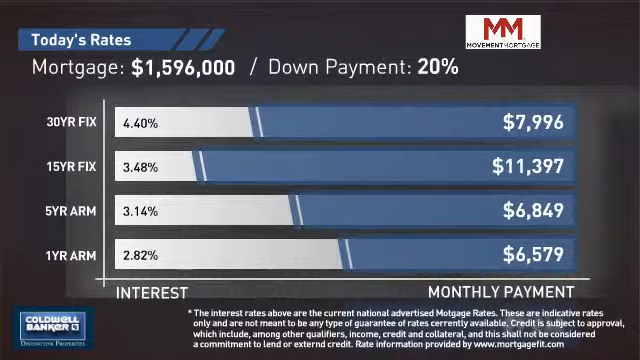 Today's Rates
MM
MOVEMENT MORTGAGE
Mortgage: $1,596,000 / Down Payment: 20%
30YR FIX 4.40% $7,996
15YR FIX 3.48% $11,397
5YR ARM 3.14% $6,849
1YR ARM 2.82% $6,579
INTEREST MONTHLY PAYMENT
COLDWELL BANKER
DISTINCTIVE PROPERTIES
* The interest rates above are the current national advertised Motgage Rates. These are indicative rates
only and are not meant to be any type of guarantee of rates cerrently available. Credit is subject to approval,
which include, among other qualifiers, income, credit and collateral, and this shall not be considered
a commitment to lend or externd credit. Rate information provided by www.mortgagefit.com